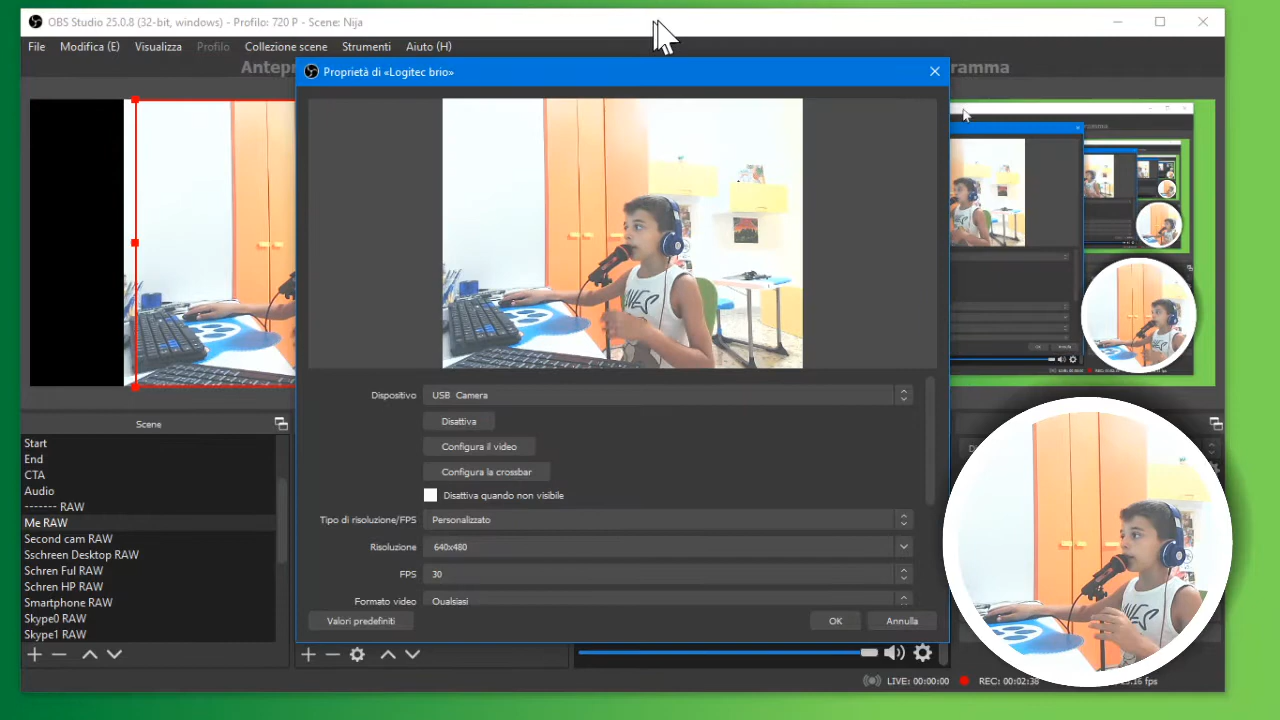 OBS Studio 25.0.8 (32-bit, windows) - Profilo: 720 P - Scene: Nija
File Modifica (E) Visualizza Profilo Collezione scene Strumenti Aiuto (H)
Antepr
ramma
Proprietà di «Logitec brio»
Dispositivo USB Camera
Disattiva
Configura il video
Configura la crossbar
Disattiva quando non visibile
Tipo di risoluzione/FPS Personalizzato
Risoluzione 640x480
FPS 30
Formato video Qualsiasi
Valori predefiniti OK Annulla
Scene
Start
End
CTA
Audio
------- RAW
Me RAW
Second cam RAW
Sschreen Desktop RAW
Schren Ful RAW
Schren HP RAW
Smartphone RAW
Skype0 RAW
Skype1 RAW
LIVE: 00:00:00 REC: 00:02:38 fps